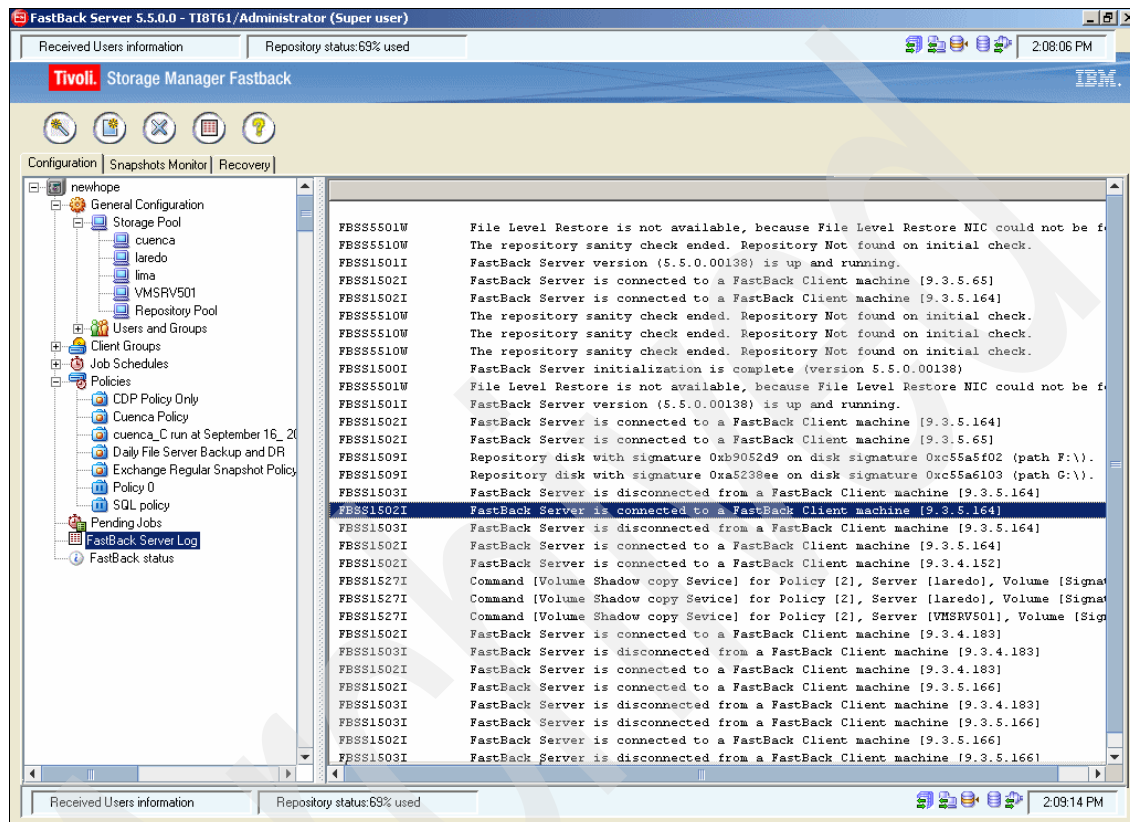 FastBack Server 5.5.0.0 - TI8T61/Administrator (Super user)
Received Users information
Repository status:69% used
2:08:06 PM
Tivoli. Storage Manager Fastback
IBM.
Configuration
Snapshots Monitor
Recovery
newhope
General Configuration
Storage Pool
cuenca
laredo
lima
VMSRV501
Repository Pool
Users and Groups
Client Groups
Job Schedules
Policies
CDP Policy Only
Cuenca Policy
cuenca_C run at September 16_ 20
Daily File Server Backup and DR
Exchange Regular Snapshot Policy
Policy 0
SQL policy
Pending Jobs
FastBack Server Log
FastBack status
FBSS5501W File Level Restore is not available, because File Level Restore NIC could not be f
FBSS5510W The repository sanity check ended. Repository Not found on initial check.
FBSS1501I FastBack Server version (5.5.0.00138) is up and running.
FBSS1502I FastBack Server is connected to a FastBack Client machine [9.3.5.65]
FBSS1502I FastBack Server is connected to a FastBack Client machine [9.3.5.164]
FBSS5510W The repository sanity check ended. Repository Not found on initial check.
FBSS5510W The repository sanity check ended. Repository Not found on initial check.
FBSS5510W The repository sanity check ended. Repository Not found on initial check.
FBSS1500I FastBack Server initialization is complete (version 5.5.0.00138)
FBSS5501W File Level Restore is not available, because File Level Restore NIC could not be f
FBSS1501I FastBack Server version (5.5.0.00138) is up and running.
FBSS1502I FastBack Server is connected to a FastBack Client machine [9.3.5.164]
FBSS1502I FastBack Server is connected to a FastBack Client machine [9.3.5.65]
FBSS1509I Repository disk with signature 0xb9052d9 on disk signature 0xc55a5f02 (path F:\).
FBSS1509I Repository disk with signature 0xa5238ee on disk signature 0xc55a6103 (path G:\).
FBSS1503I FastBack Server is disconnected from a FastBack Client machine [9.3.5.164]
FBSS1502I FastBack Server is connected to a FastBack Client machine [9.3.5.164]
FBSS1503I FastBack Server is disconnected from a FastBack Client machine [9.3.5.164]
FBSS1502I FastBack Server is connected to a FastBack Client machine [9.3.5.164]
FBSS1502I FastBack Server is connected to a FastBack Client machine [9.3.4.152]
FBSS1527I Command [Volume Shadow copy Sevice] for Policy [2], Server [laredo], Volume [Signat
FBSS1527I Command [Volume Shadow copy Sevice] for Policy [2], Server [laredo], Volume [Signat
FBSS1527I Command [Volume Shadow copy Sevice] for Policy [2], Server [VMSRV501], Volume [Sig
FBSS1502I FastBack Server is connected to a FastBack Client machine [9.3.4.183]
FBSS1503I FastBack Server is disconnected from a FastBack Client machine [9.3.4.183]
FBSS1502I FastBack Server is connected to a FastBack Client machine [9.3.4.183]
FBSS1502I FastBack Server is connected to a FastBack Client machine [9.3.5.166]
FBSS1503I FastBack Server is disconnected from a FastBack Client machine [9.3.4.183]
FBSS1503I FastBack Server is disconnected from a FastBack Client machine [9.3.5.166]
FBSS1502I FastBack Server is connected to a FastBack Client machine [9.3.5.166]
FBSS1503I FastBack Server is disconnected from a FastBack Client machine [9.3.5.166]
Received Users information
Repository status:69% used
2:09:14 PM